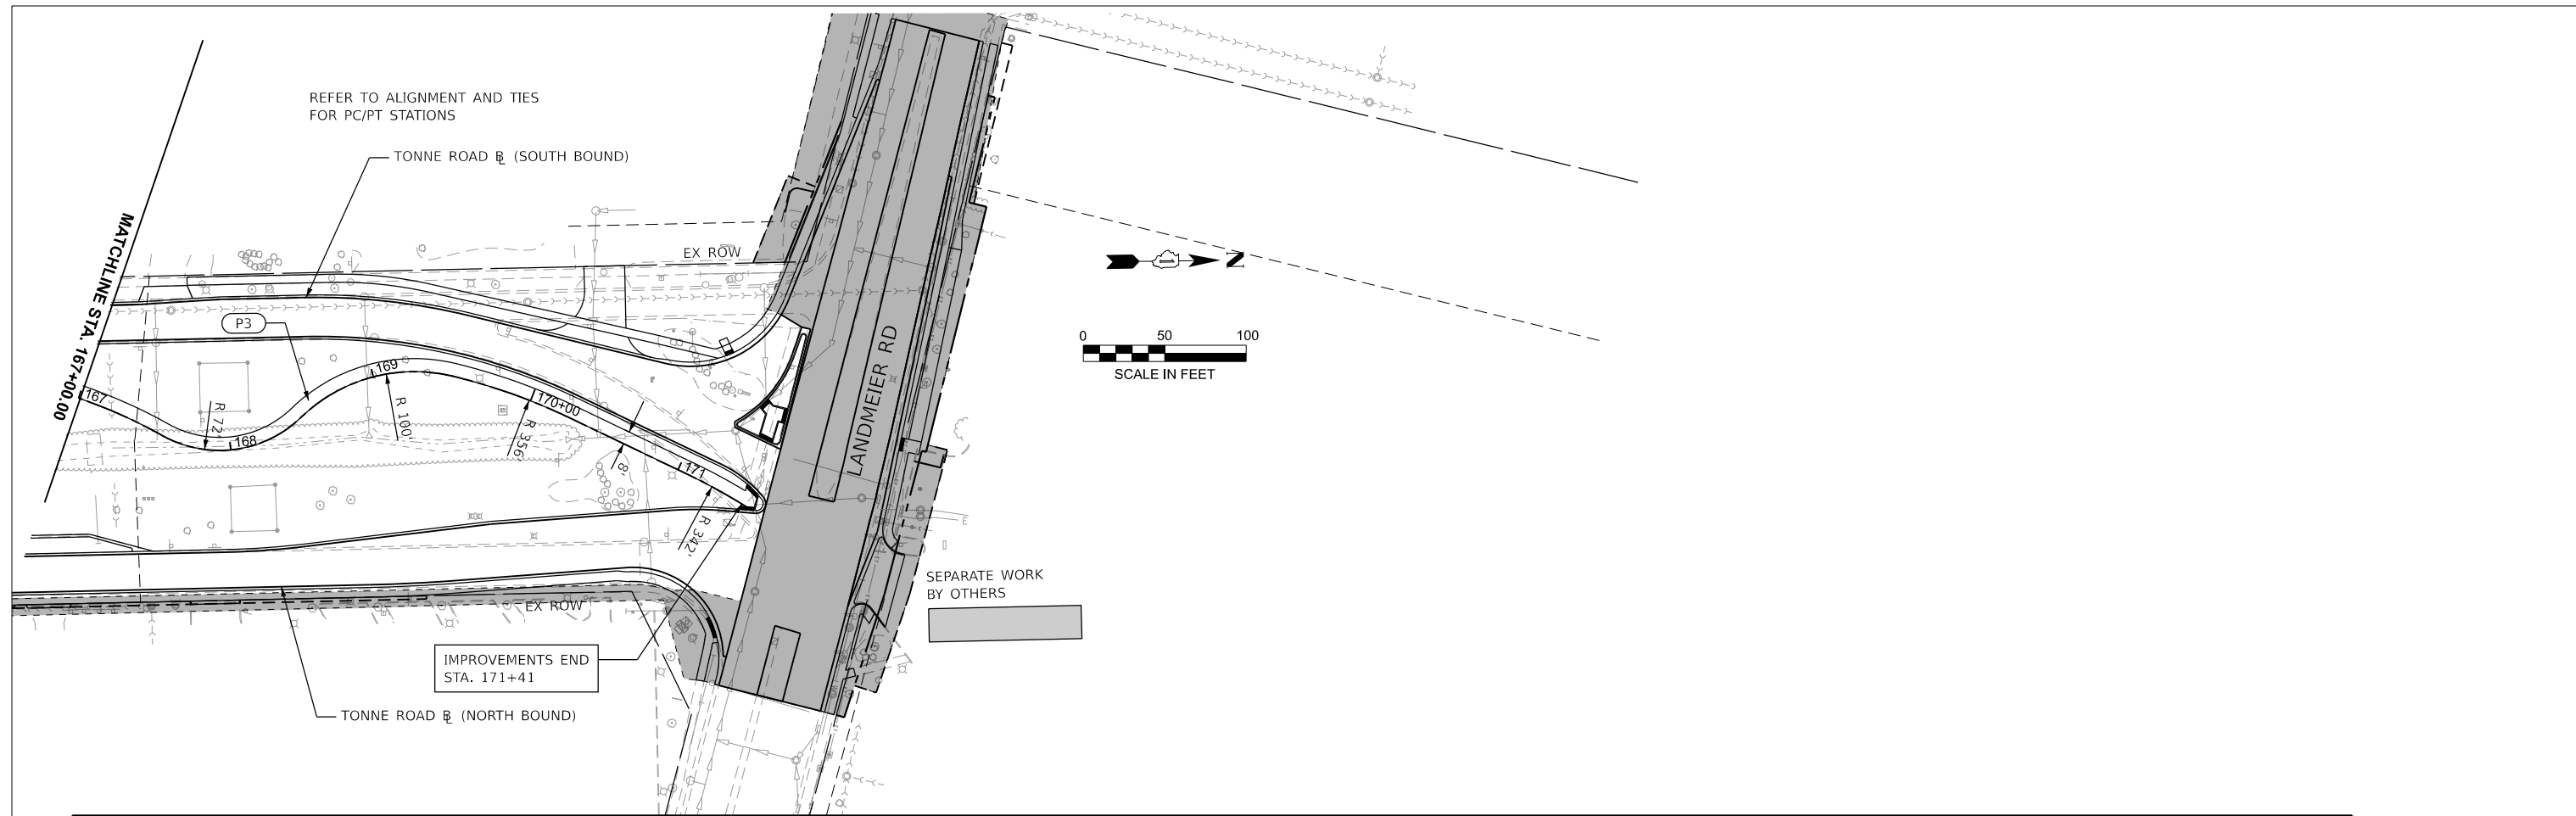 REFER TO ALIGNMENT AND TIES
FOR PC/PT STATIONS
TONNE ROAD ℄ (SOUTH BOUND)
MATCHLINE STA. 167+00.00
EX ROW
P3
167
168
169
170+00
171
R 72'
R 100'
R 356'
8'
R 342'
LANDMEIER RD
N
0 50 100
SCALE IN FEET
E
SEPARATE WORK
BY OTHERS
EX ROW
IMPROVEMENTS END
STA. 171+41
TONNE ROAD ℄ (NORTH BOUND)